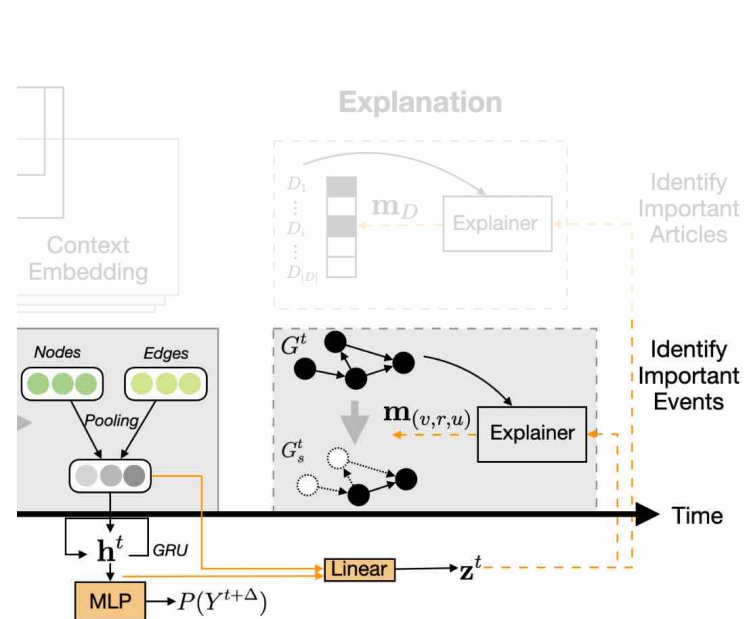 Explanation
D₁
⋮
Dᵢ
⋮
D|D|
m_D
Explainer
Identify
Important
Articles
Context
Embedding
Nodes
Edges
Pooling
Gᵗ
m(v,r,u)
Gₛᵗ
Explainer
Identify
Important
Events
Time
hᵗ
GRU
MLP
P(Yᵗ⁺Δ)
Linear
zᵗ